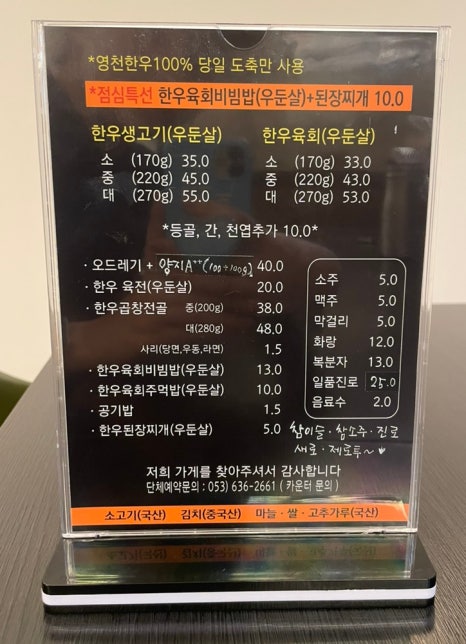 *영천한우100% 당일 도축만 사용
*점심특선 한우육회비빔밥(우둔살)+된장찌개 10.0
한우생고기(우둔살)
소 (170g) 35.0
중 (220g) 45.0
대 (270g) 55.0
한우육회(우둔살)
소 (170g) 33.0
중 (220g) 43.0
대 (270g) 53.0
*등골, 간, 천엽추가 10.0*
· 오드레기 + 양지A++(100+100g) 40.0
· 한우 육전(우둔살) 20.0
· 한우곱창전골 중(200g) 38.0
대(280g) 48.0
사리(당면,우동,라면) 1.5
· 한우육회비빔밥(우둔살) 13.0
· 한우육회주먹밥(우둔살) 10.0
· 공기밥 1.5
· 한우된장찌개(우둔살) 5.0
소주 5.0
맥주 5.0
막걸리 5.0
화랑 12.0
복분자 13.0
일품진로 25.0
음료수 2.0
참이슬 · 참소주 · 진로
새로 · 제로투~
저희 가게를 찾아주셔서 감사합니다
단체예약문의 : 053) 636-2661 ( 카운터 문의 )
소고기(국산) 김치(중국산) 마늘 · 쌀 · 고추가루(국산)